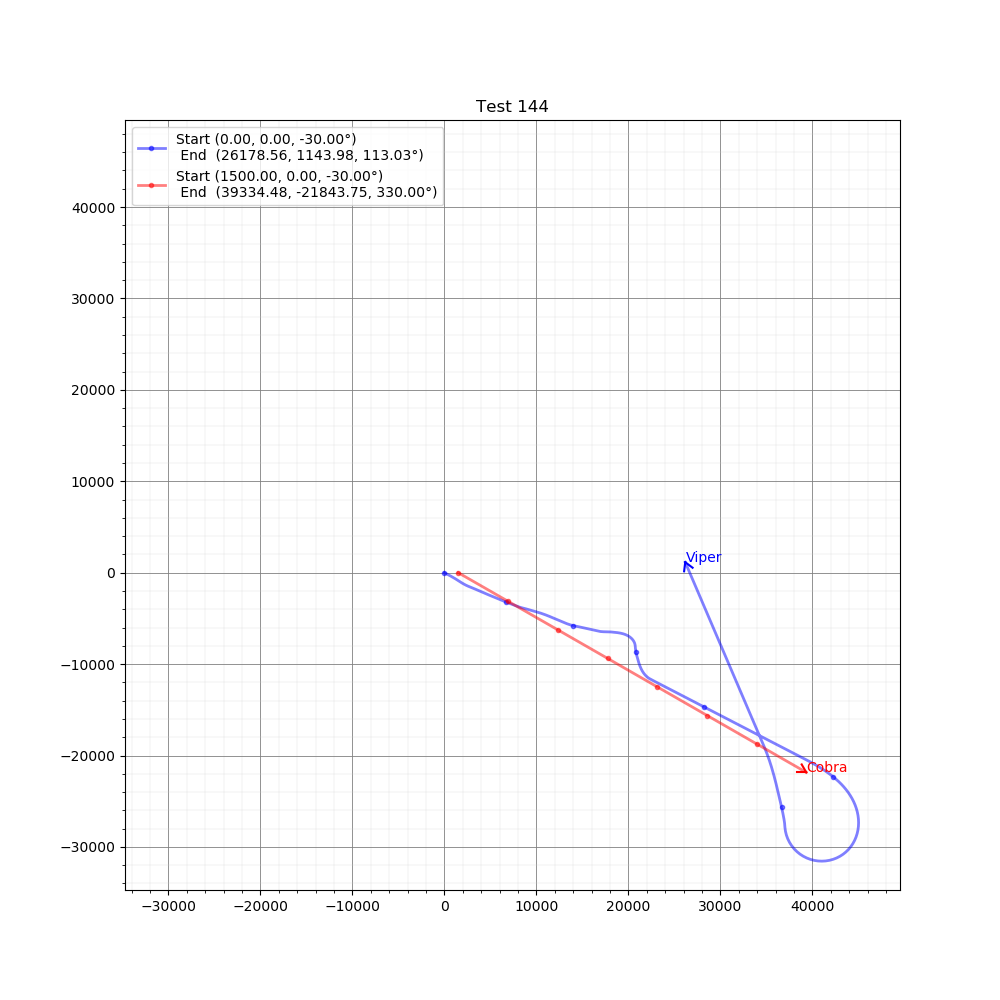 Test 144
Start (0.00, 0.00, -30.00°)
End (26178.56, 1143.98, 113.03°)
Start (1500.00, 0.00, -30.00°)
End (39334.48, -21843.75, 330.00°)
40000
30000
20000
10000
0
−10000
−20000
−30000
Viper
Cobra
−30000 −20000 −10000 0 10000 20000 30000 40000